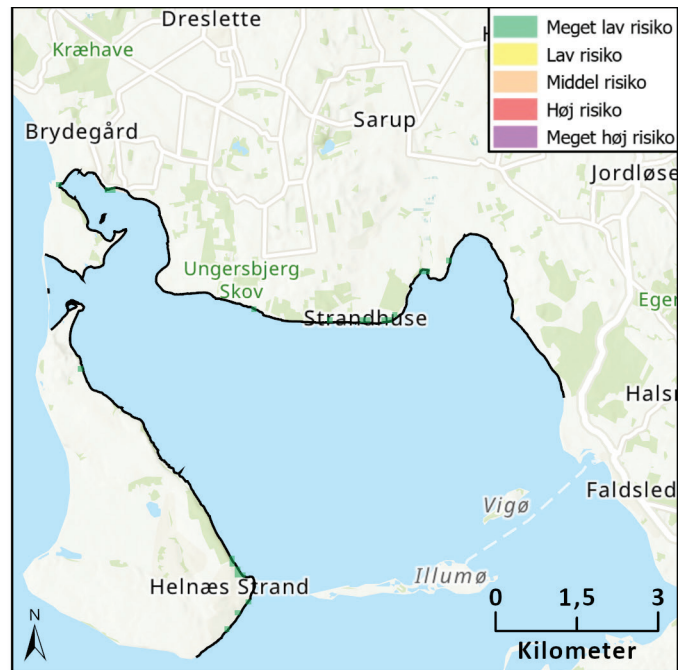 Dreslette
Kræhave
Brydegård
Sarup
Meget lav risiko
Lav risiko
Middel risiko
Høj risiko
Meget høj risiko
Jordløse
Ungersbjerg
Skov
Strandhuse
Eger
Hals
Faldsled
Vigø
Illumø
Helnæs Strand
0 1,5 3
Kilometer
N